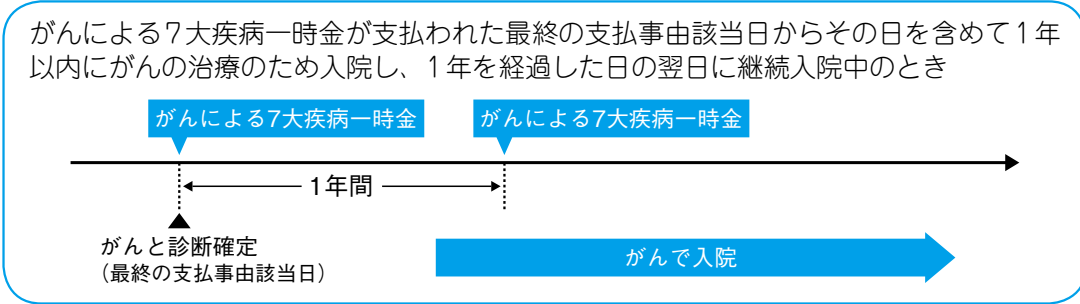 がんによる７大疾病一時金が支払われた最終の支払事由該当日からその日を含めて１年
以内にがんの治療のため入院し、１年を経過した日の翌日に継続入院中のとき
がんによる7大疾病一時金
がんによる7大疾病一時金
1年間
がんと診断確定
（最終の支払事由該当日）
がんで入院